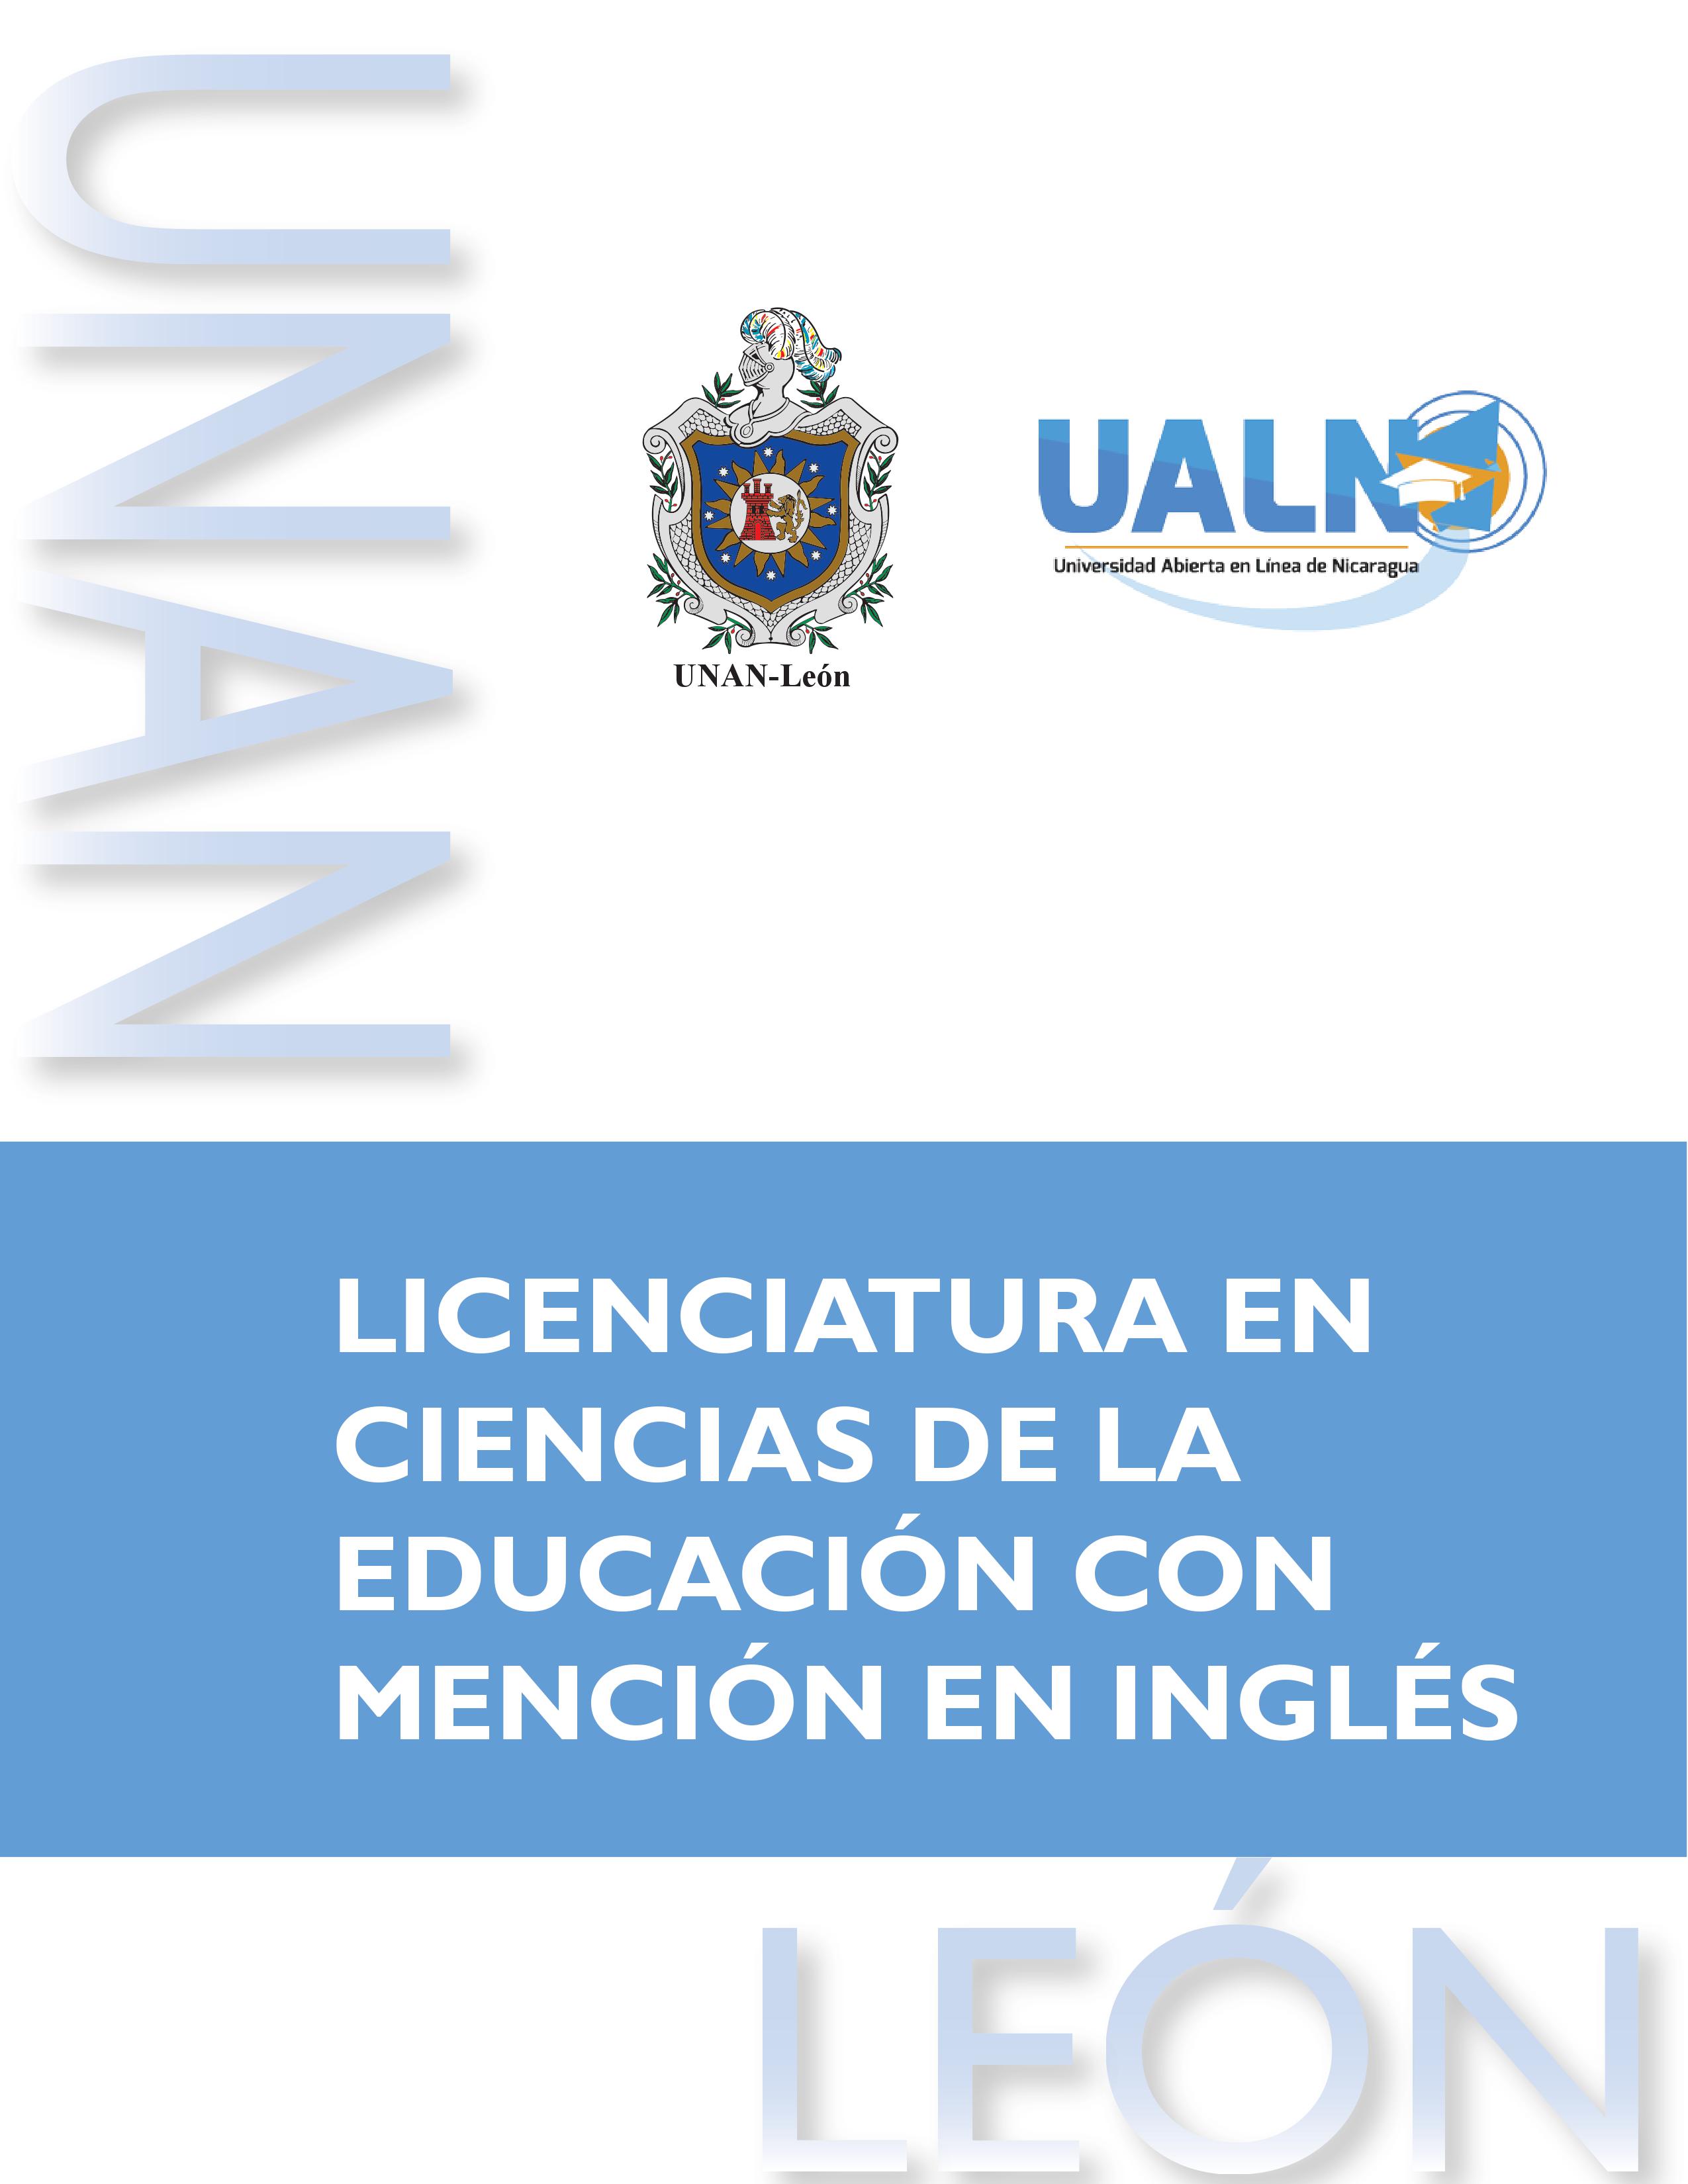 UNAN
UNAN-León
UALN
Universidad Abierta en Línea de Nicaragua
LICENCIATURA EN
CIENCIAS DE LA
EDUCACIÓN CON
MENCIÓN EN INGLÉS
LEÓN